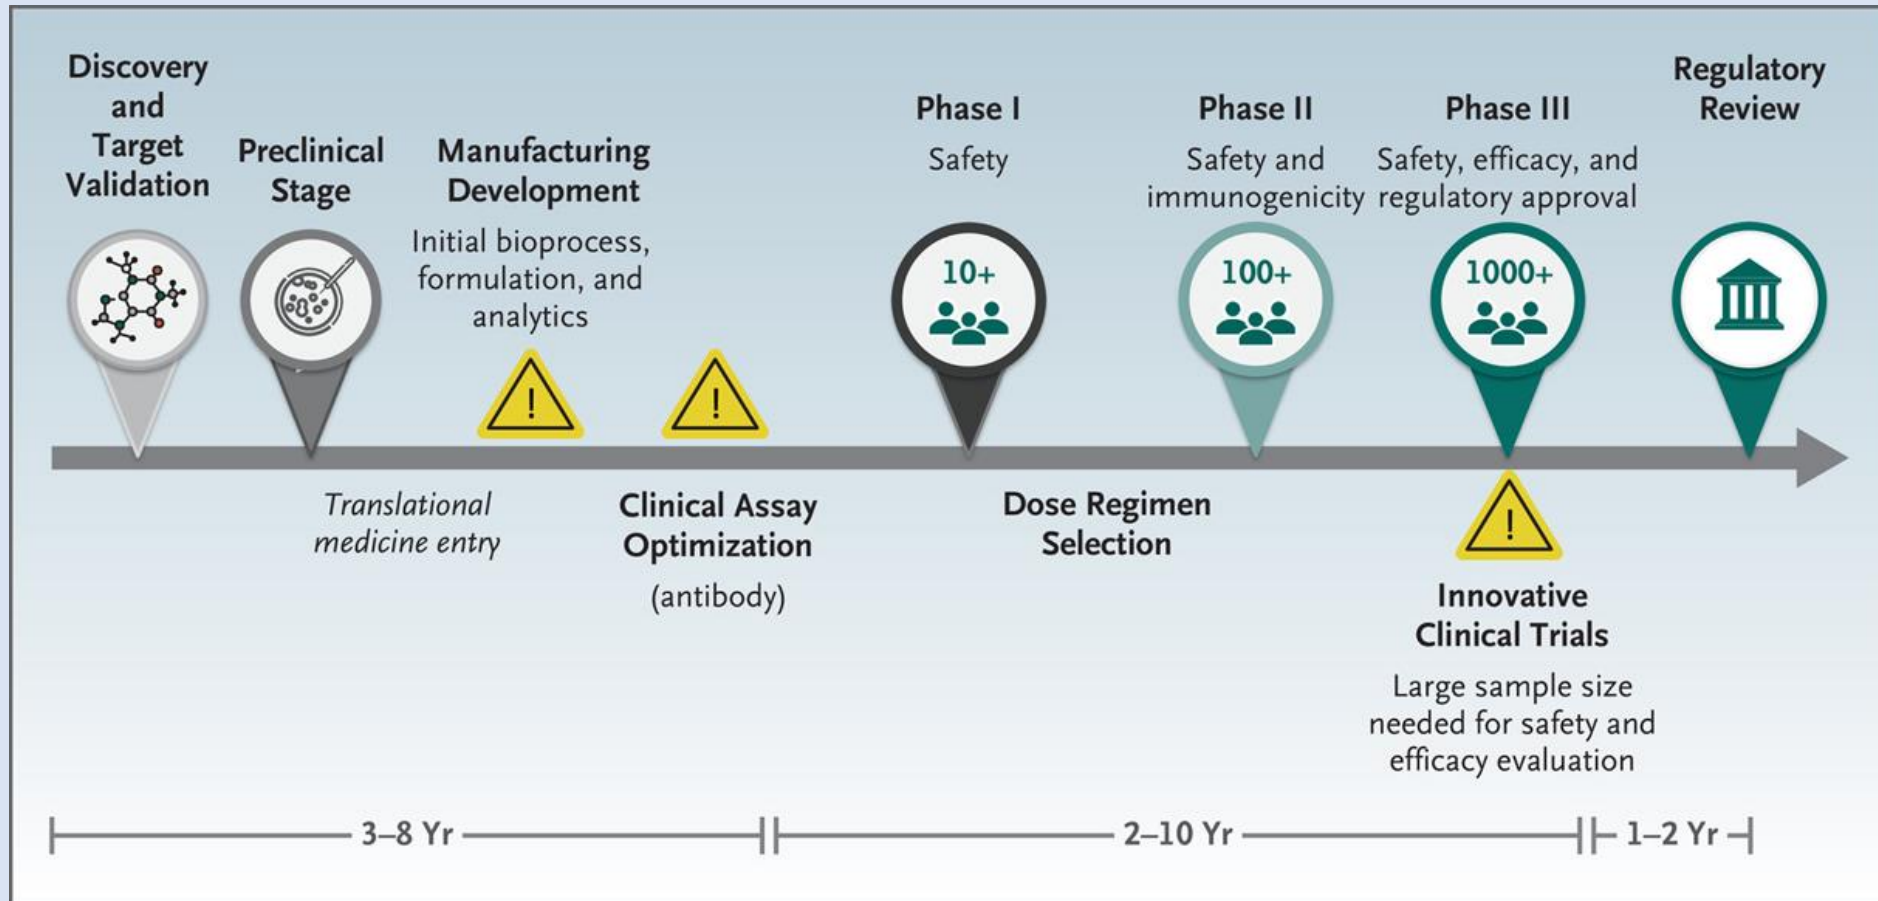 Discovery
and
Target
Validation
Preclinical
Stage
Manufacturing
Development
Initial bioprocess,
formulation, and
analytics
!
!
Translational
medicine entry
Clinical Assay
Optimization
(antibody)
Phase I
Safety
10+
Dose Regimen
Selection
Phase II
Safety and
immunogenicity
100+
Phase III
Safety, efficacy, and
regulatory approval
1000+
!
Innovative
Clinical Trials
Large sample size
needed for safety and
efficacy evaluation
Regulatory
Review
3–8 Yr
2–10 Yr
1–2 Yr